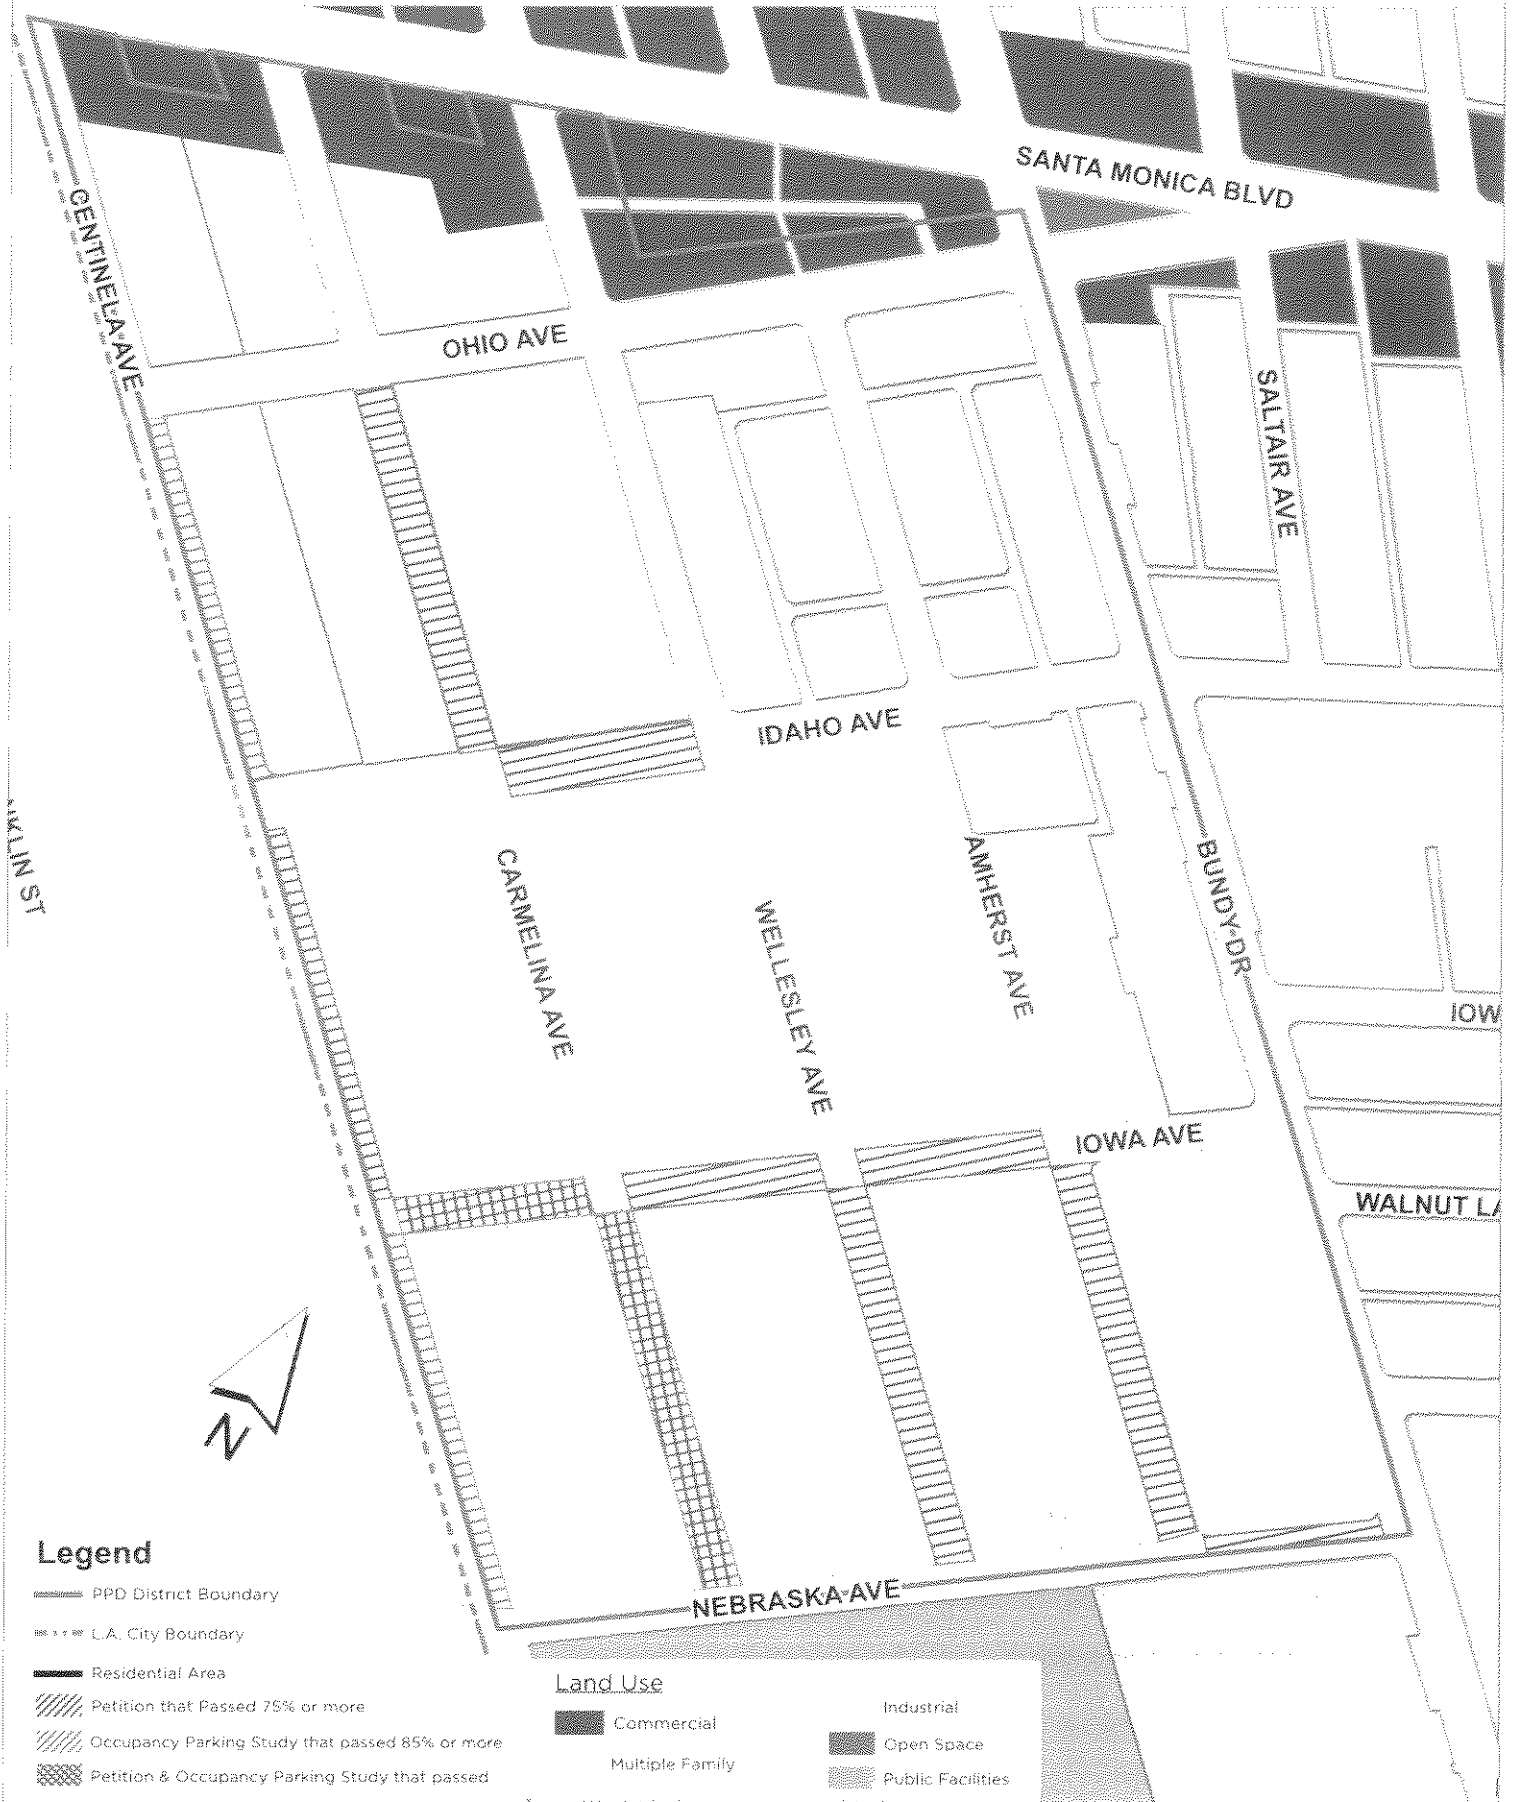 SANTA MONICA BLVD
CENTINELA AVE
OHIO AVE
SALTAIR AVE
IDAHO AVE
CARMELINA AVE
WELLESLEY AVE
AMHERST AVE
BUNDY DR
ST
IOWA AVE
WALNUT
N
NEBRASKA AVE
Legend
PPD District Boundary
L.A. City Boundary
Residential Area
Petition that Passed 75% or more
Occupancy Parking Study that passed 85% or more
Petition & Occupancy Parking Study that passed
Land Use
Commercial
Multiple Family
Industrial
Open Space
Public Facilities